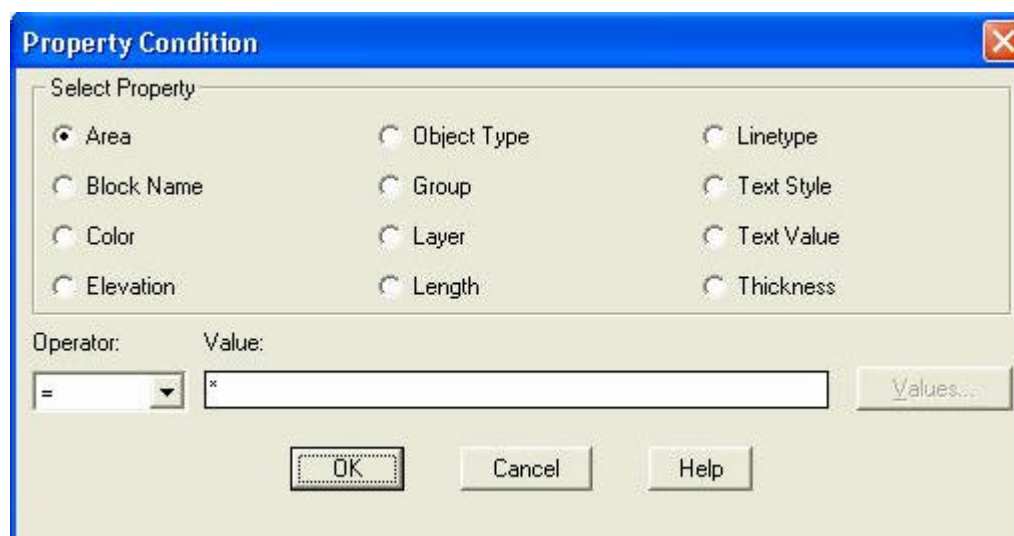 Property Condition
Select Property
Area Object Type Linetype
Block Name Group Text Style
Color Layer Text Value
Elevation Length Thickness
Operator: Value:
= * Values...
OK Cancel Help